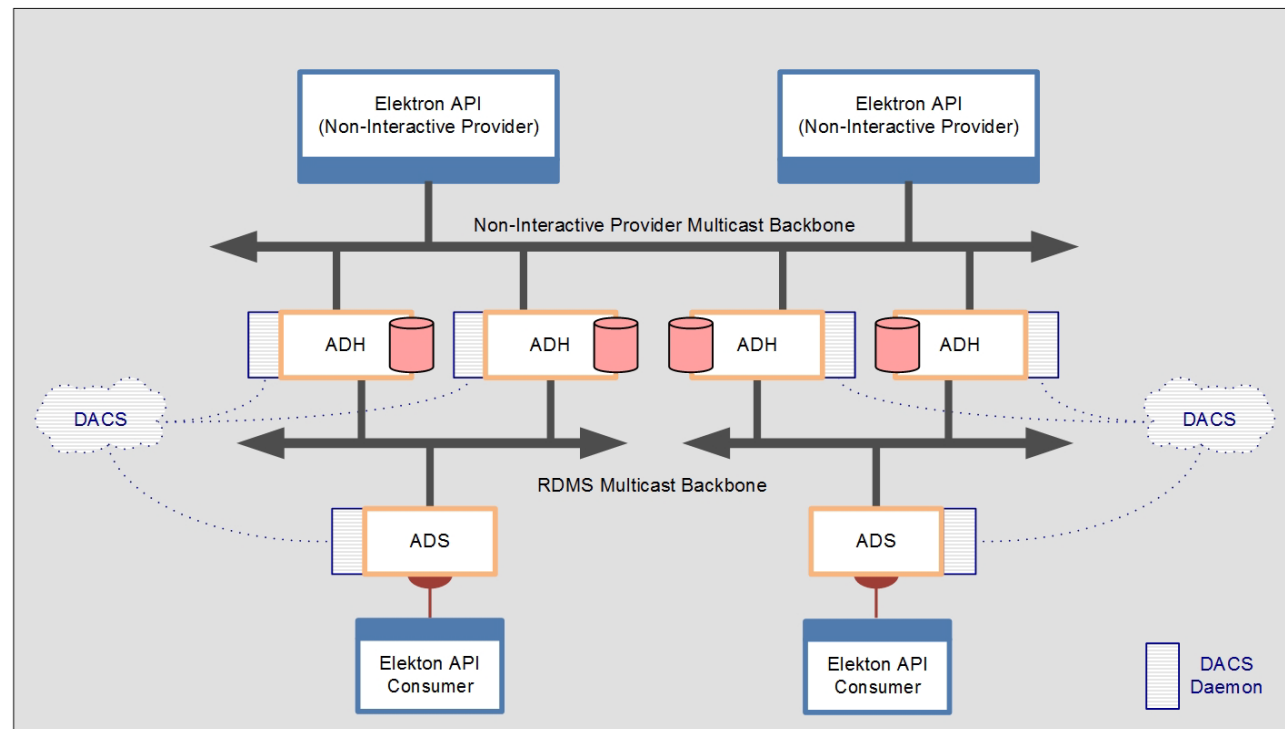 Elektron API
(Non-Interactive Provider)
Elektron API
(Non-Interactive Provider)
Non-Interactive Provider Multicast Backbone
ADH
ADH
ADH
ADH
DACS
DACS
RDMS Multicast Backbone
ADS
ADS
Elekton API
Consumer
Elekton API
Consumer
DACS
Daemon